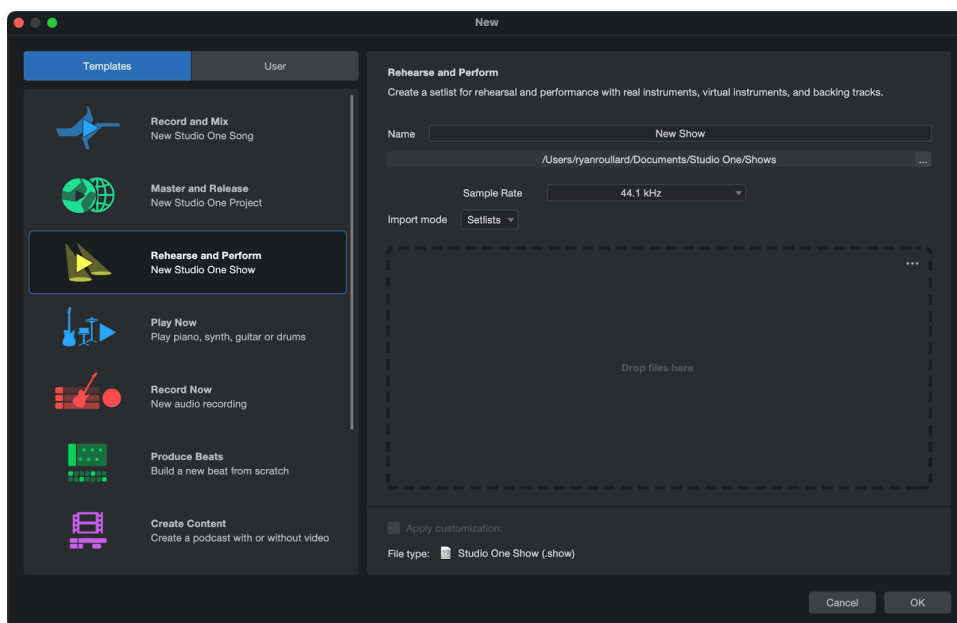 New
Templates
User
Record and Mix
New Studio One Song
Master and Release
New Studio One Project
Rehearse and Perform
New Studio One Show
Play Now
Play piano, synth, guitar or drums
Record Now
New audio recording
Produce Beats
Build a new beat from scratch
Create Content
Create a podcast with or without video
Rehearse and Perform
Create a setlist for rehearsal and performance with real instruments, virtual instruments, and backing tracks.
Name New Show
/Users/ryanroullard/Documents/Studio One/Shows ...
Sample Rate 44.1 kHz
Import mode Setlists
Drop files here
Apply customization:
File type: Studio One Show (.show)
Cancel OK